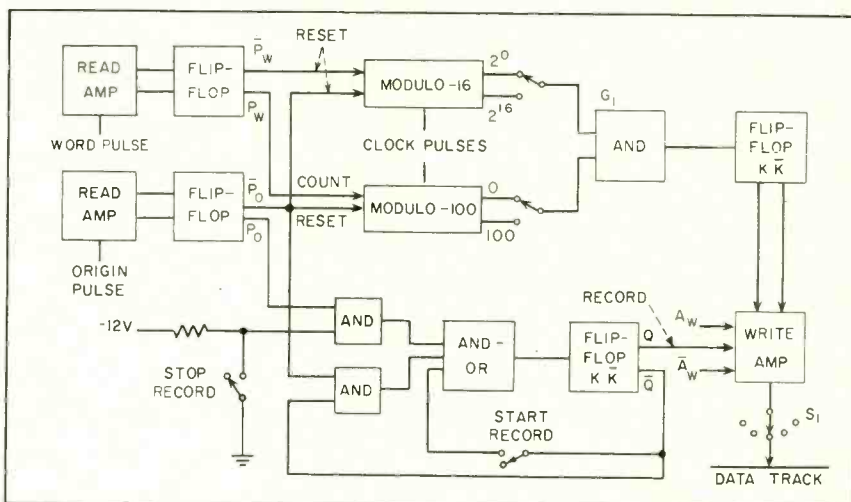 RESET
P̄W
READ AMP
FLIP-FLOP
PW
WORD PULSE
MODULO-16
2⁰
2¹⁶
CLOCK PULSES
G₁
AND
FLIP-FLOP
K K̄
READ AMP
FLIP-FLOP
P̄O
PO
ORIGIN PULSE
COUNT
RESET
MODULO-100
0
100
-12V
STOP RECORD
AND
AND
AND-OR
FLIP-FLOP
K K̄
Q
Q̄
START RECORD
RECORD
AW
ĀW
WRITE AMP
S₁
DATA TRACK